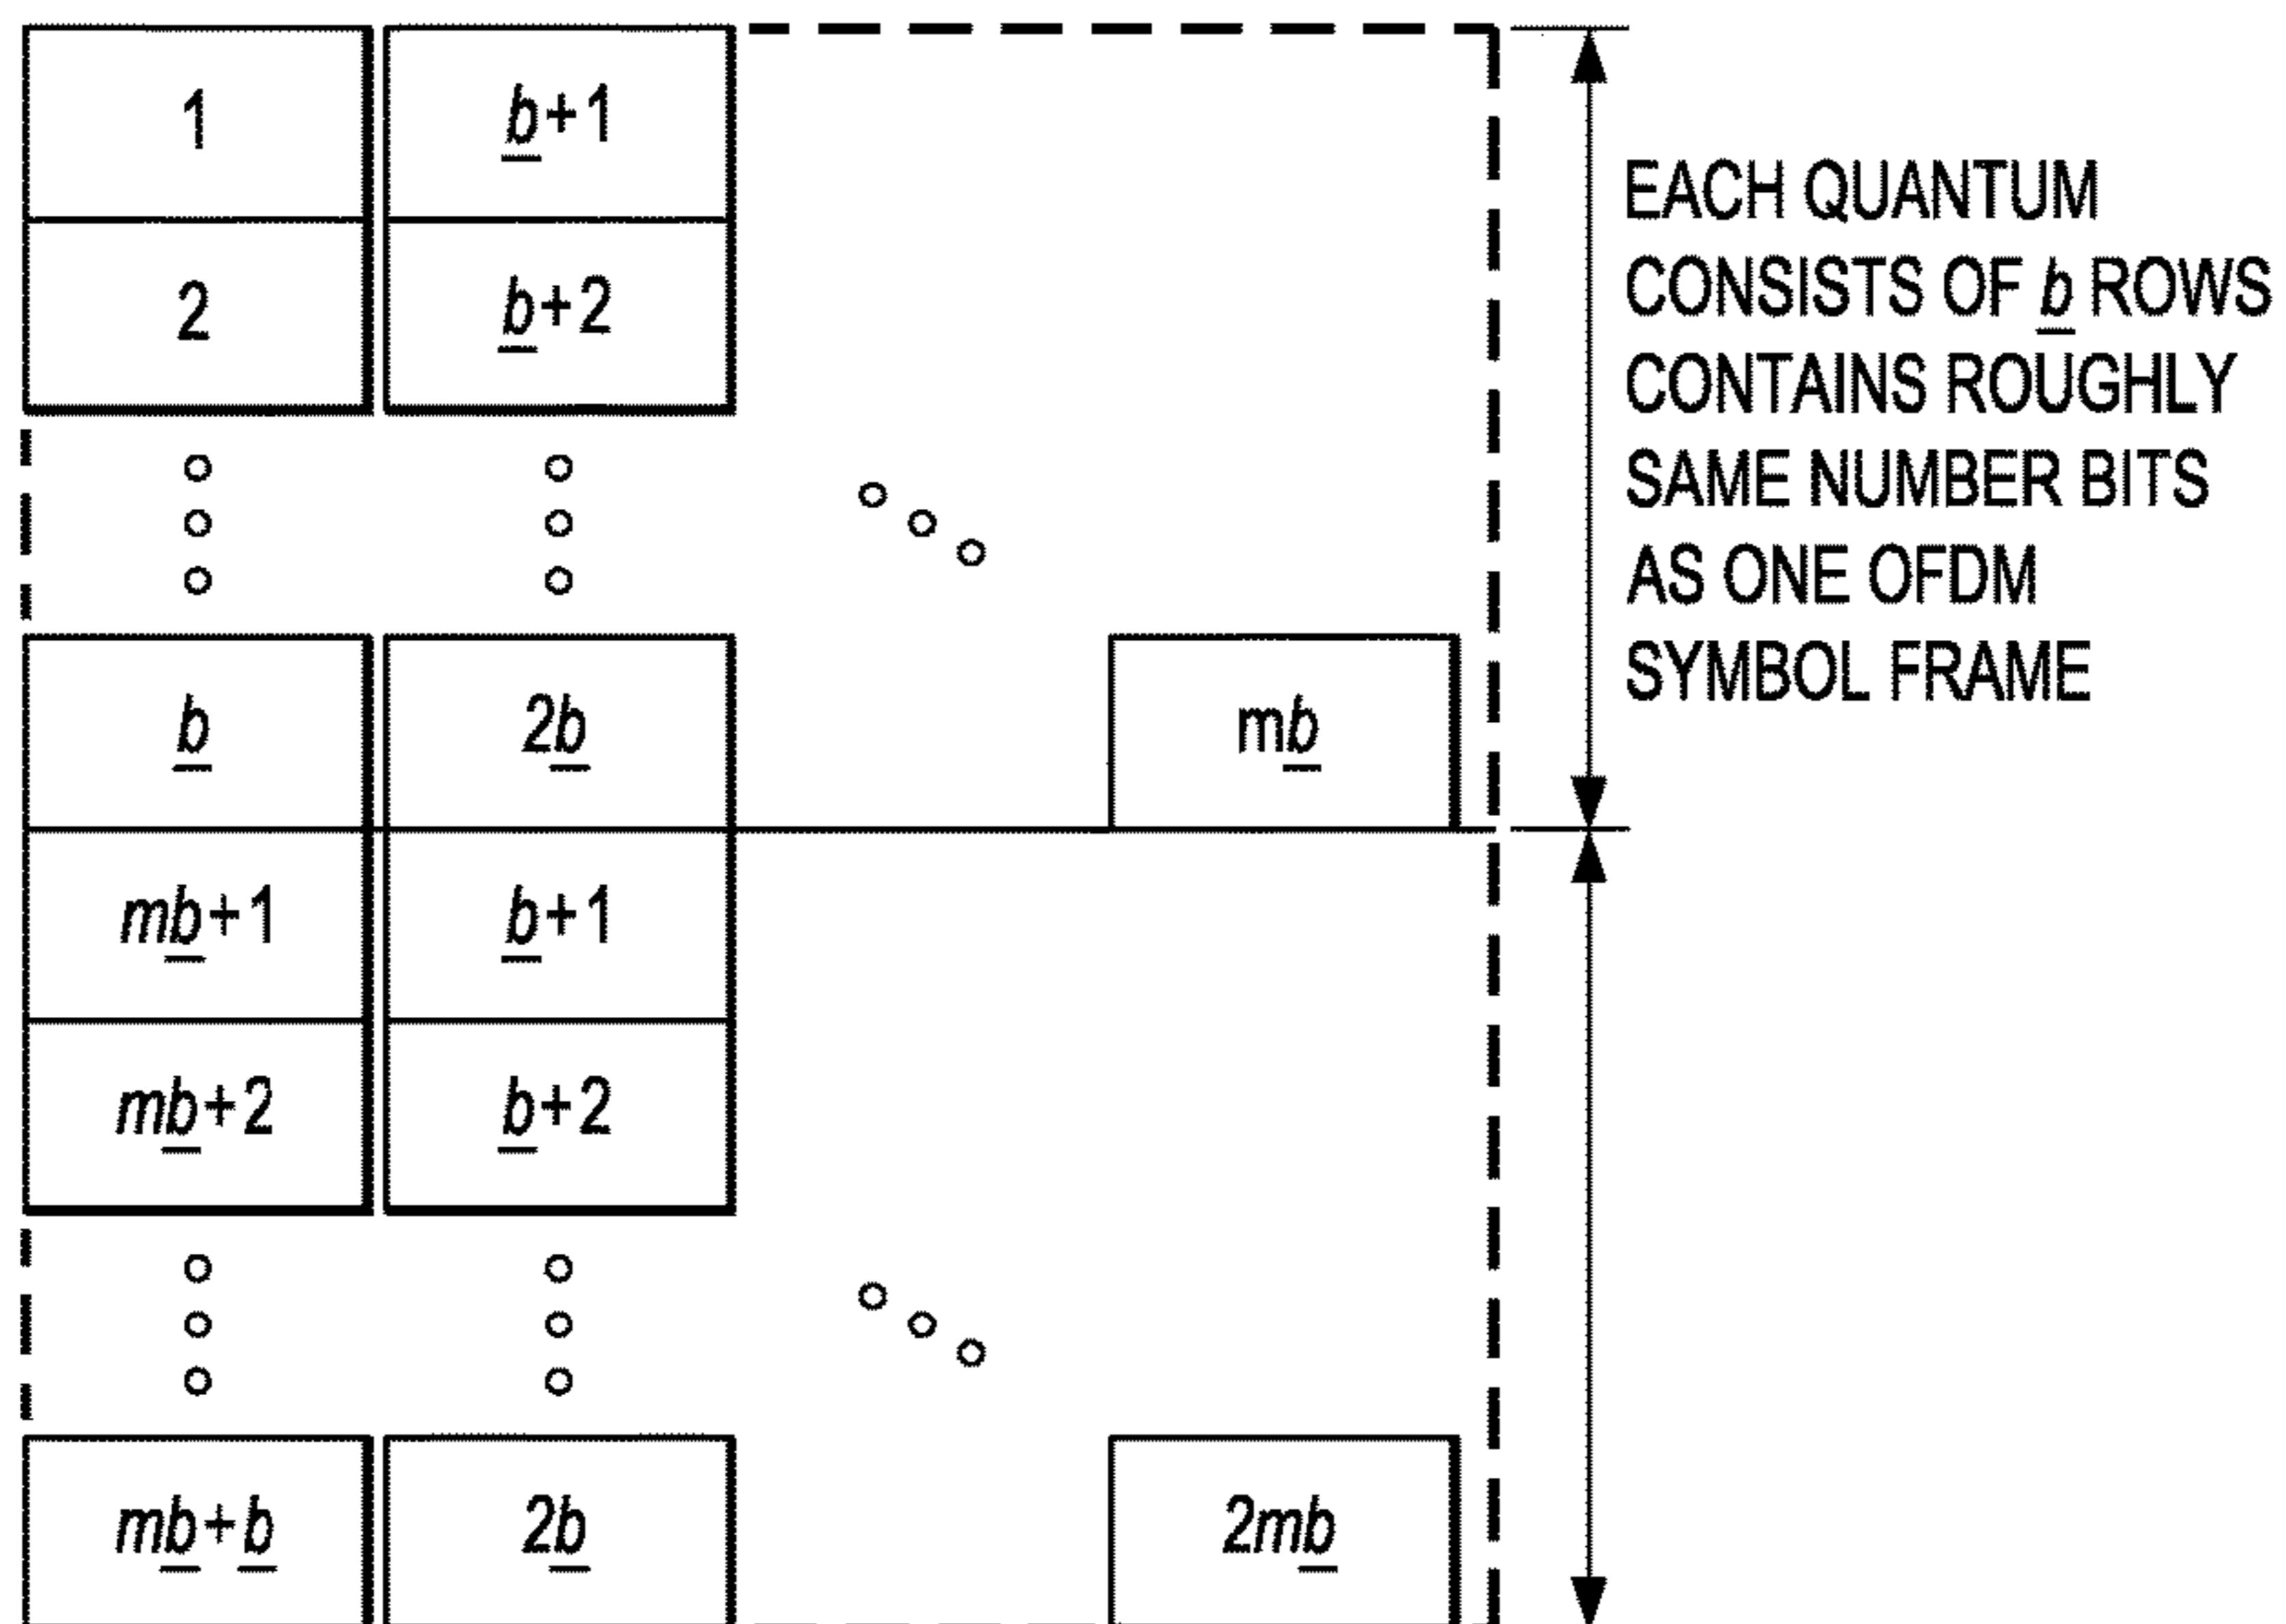 1 b+1
2 b+2
EACH QUANTUM
CONSISTS OF b ROWS
CONTAINS ROUGHLY
SAME NUMBER BITS
AS ONE OFDM
SYMBOL FRAME
b 2b mb
mb+1 b+1
mb+2 b+2
mb+b 2b 2mb